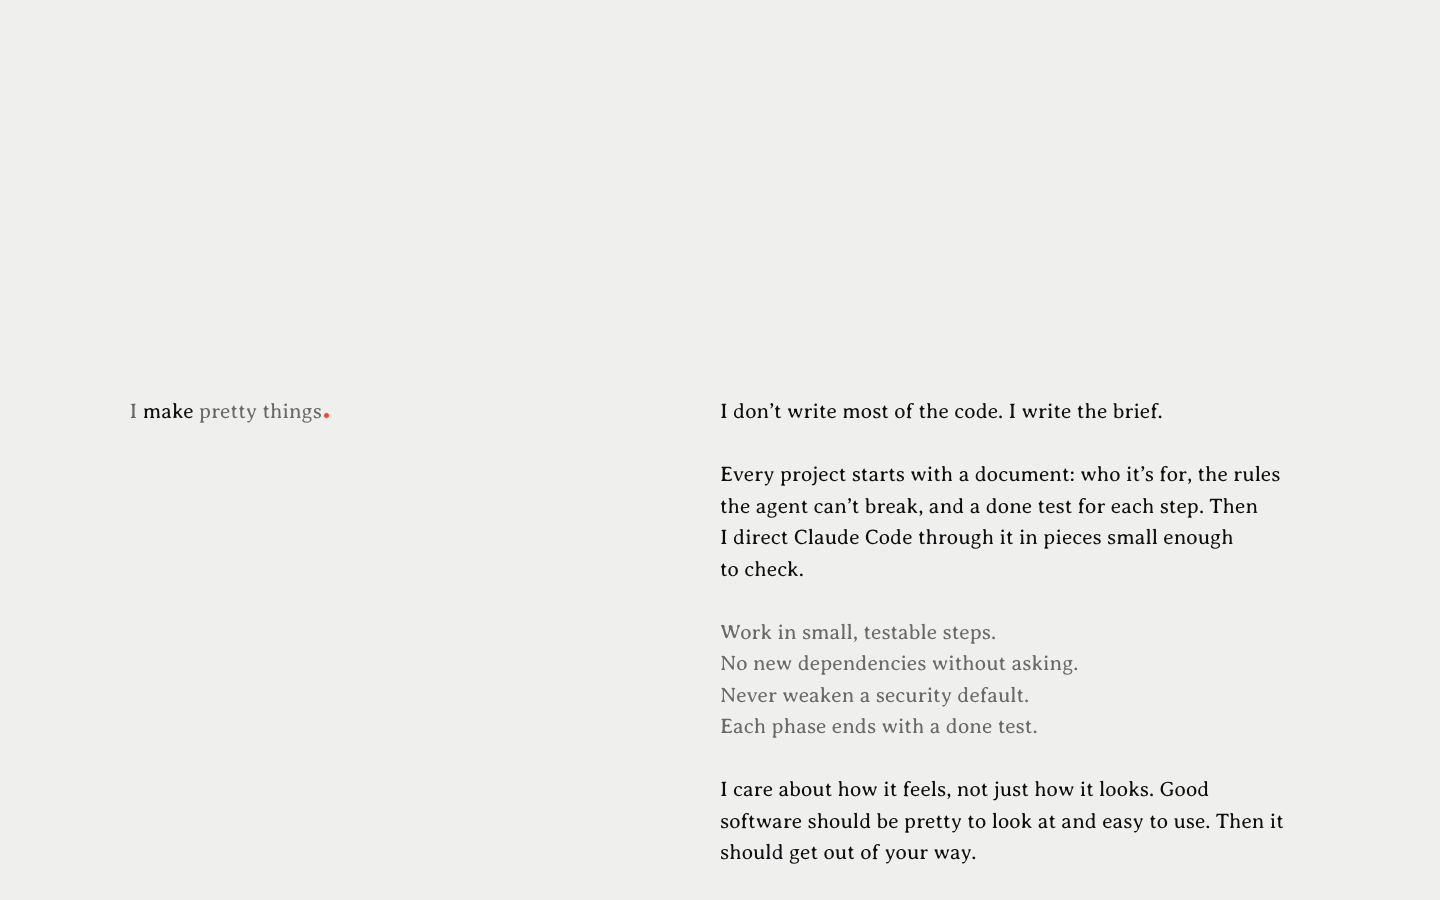 I make pretty things.
I don’t write most of the code. I write the brief.
Every project starts with a document: who it’s for, the rules
the agent can’t break, and a done test for each step. Then
I direct Claude Code through it in pieces small enough
to check.
Work in small, testable steps.
No new dependencies without asking.
Never weaken a security default.
Each phase ends with a done test.
I care about how it feels, not just how it looks. Good
software should be pretty to look at and easy to use. Then it
should get out of your way.